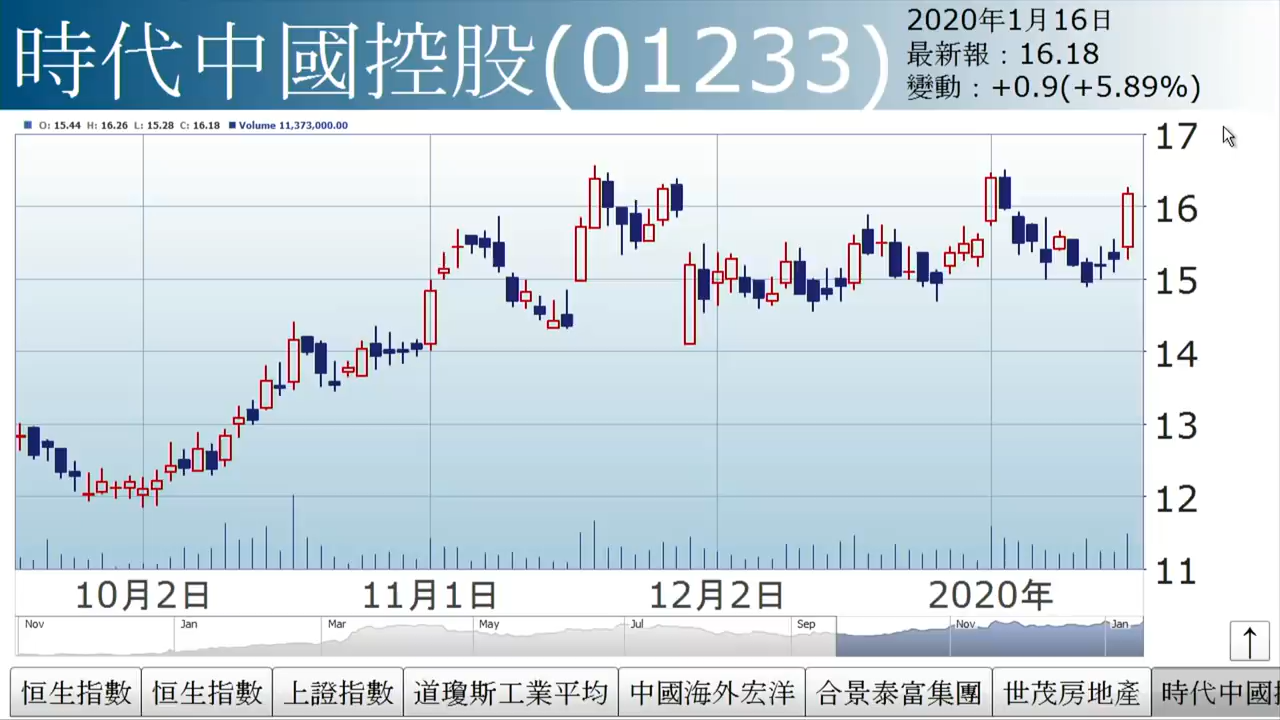 時代中國控股(01233)
2020年1月16日
最新報：16.18
變動：+0.9(+5.89%)
O: 15.44 H: 16.26 L: 15.28 C: 16.18 Volume 11,373,000.00
17
16
15
14
13
12
11
10月2日 11月1日 12月2日 2020年
Nov Jan Mar May Jul Sep Nov Jan
↑
恒生指數 恒生指數 上證指數 道瓊斯工業平均 中國海外宏洋 合景泰富集團 世茂房地產 時代中國